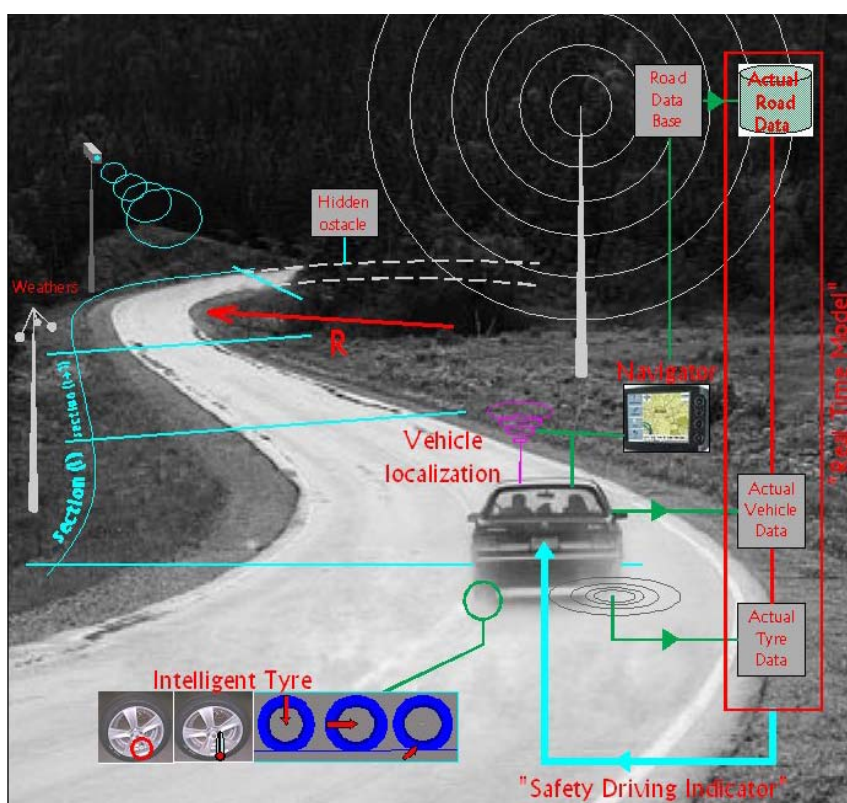 Road
Data
Base
Actual
Road
Data
Hidden
ostacle
Weathers
R
Navigator
"Real Time Model"
section (i+1)
section (i)
Vehicle
localization
Actual
Vehicle
Data
Actual
Tyre
Data
Intelligent Tyre
"Safety Driving Indicator"